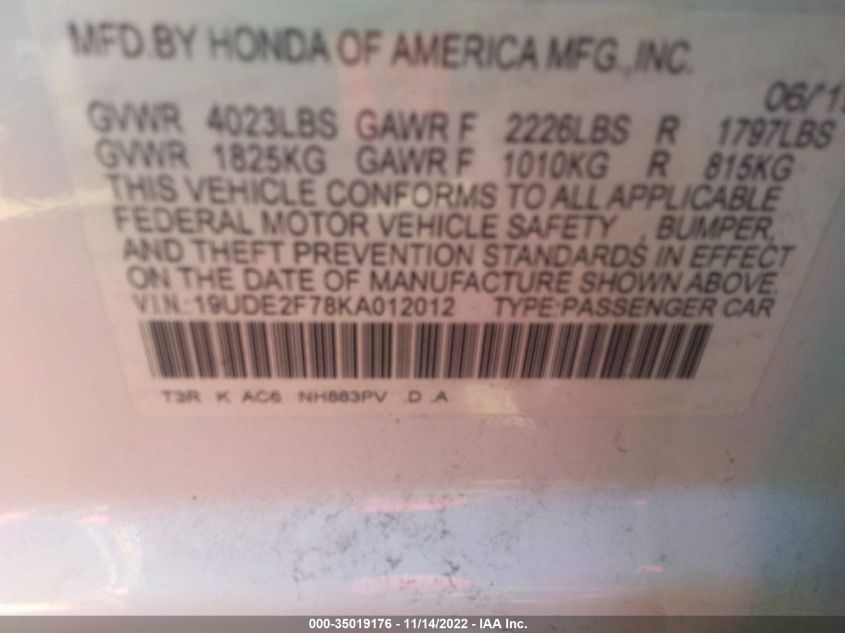 MFD.BY HONDA OF AMERICA MFG.,INC.
GVWR 4023LBS GAWR F 2226LBS R 1797LBS
GVWR 1825KG GAWR F 1010KG R 815KG
THIS VEHICLE CONFORMS TO ALL APPLICABLE
FEDERAL MOTOR VEHICLE SAFETY , BUMPER,
AND THEFT PREVENTION STANDARDS IN EFFECT
ON THE DATE OF MANUFACTURE SHOWN ABOVE.
VIN.:19UDE2F78KA012012 TYPE:PASSENGER CAR
T3R K AC6 NH883PV .D .A
000-35019176 - 11/14/2022 - IAA Inc.